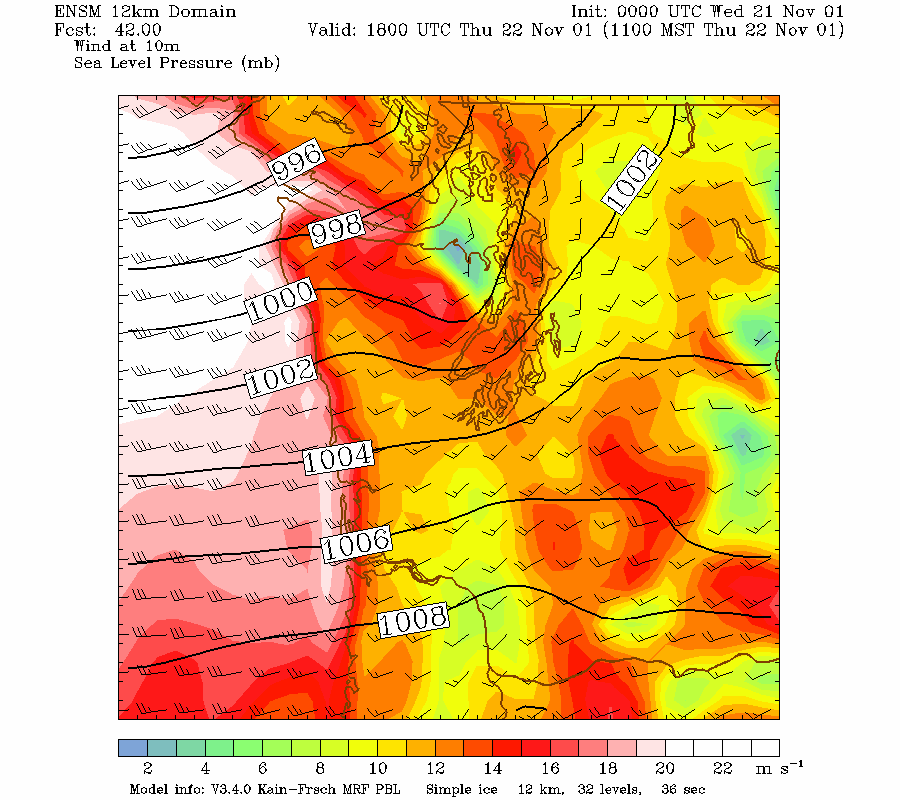 ENSM 12km Domain Init: 0000 UTC Wed 21 Nov 01
Fcst: 42.00 Valid: 1800 UTC Thu 22 Nov 01 (1100 MST Thu 22 Nov 01)
Wind at 10m
Sea Level Pressure (mb)
996
1002
998
1000
1002
1004
1006
1008
2 4 6 8 10 12 14 16 18 20 22 m s⁻¹
Model info: V3.4.0 Kain-Frsch MRF PBL Simple ice 12 km, 32 levels, 36 sec